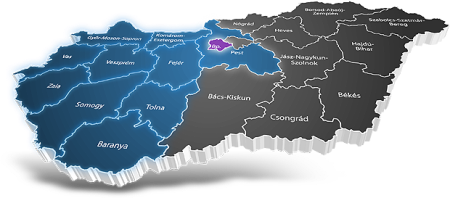 Borsod-Abaúj-
Zemplén
Szabolcs-Szatmár-
Bereg
Nógrád
Heves
Hajdú-
Bihar
Győr-Moson-Sopron
Komárom-
Esztergom
Bp.
Pest
Jász-Nagykun-
Szolnok
Vas
Veszprém
Fejér
Zala
Somogy
Tolna
Bács-Kiskun
Békés
Csongrád
Baranya